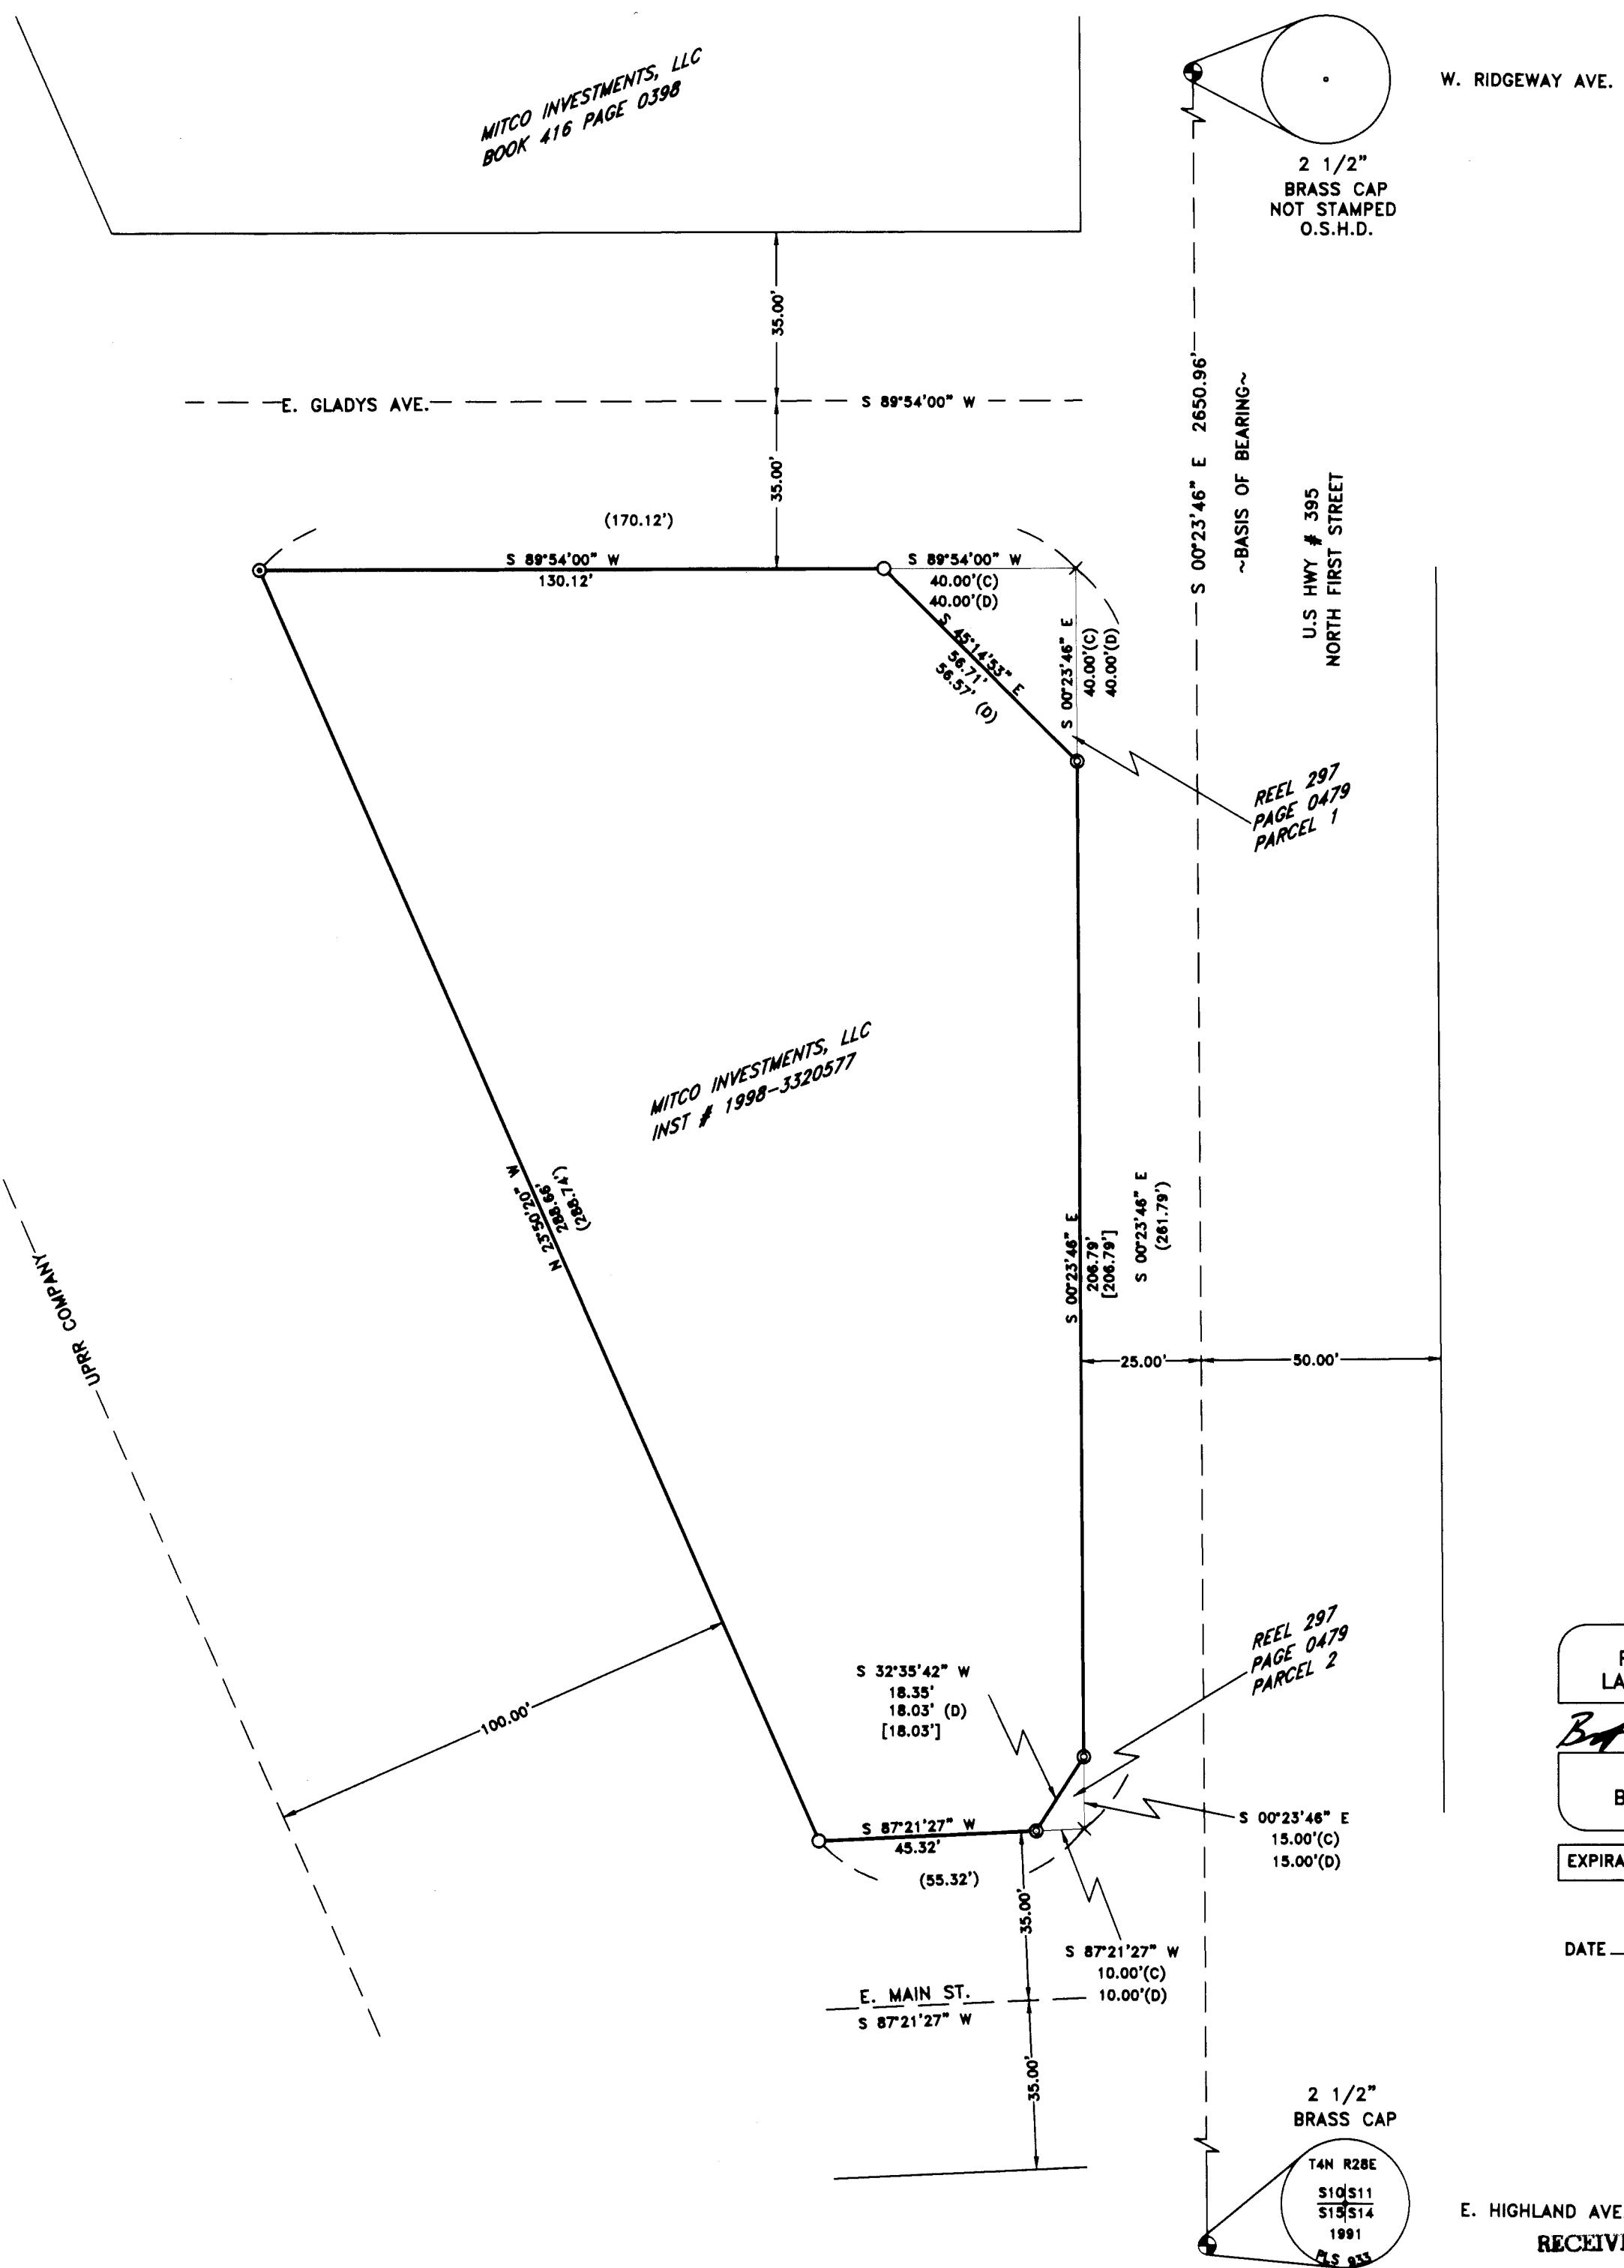 MITCO INVESTMENTS, LLC
BOOK 416 PAGE 0398
W. RIDGEWAY AVE.
2 1/2"
BRASS CAP
NOT STAMPED
O.S.H.D.
35.00'
E. GLADYS AVE.
S 89°54'00" W
35.00'
S 00°23'46" E 2650.96'
~BASIS OF BEARING~
U.S HWY # 395
NORTH FIRST STREET
(170.12')
S 89°54'00" W
130.12'
S 89°54'00" W
40.00'(C)
40.00'(D)
S 45°14'53" E
56.71'
56.57' (D)
S 00°23'46" E
40.00'(C)
40.00'(D)
REEL 297
PAGE 0479
PARCEL 1
MITCO INVESTMENTS, LLC
INST # 1998-3320577
N 23°50'20" W
288.66'
(288.74')
S 00°23'46" E
206.79'
[206.79']
S 00°23'46" E
(261.79')
UPRR COMPANY
25.00'
50.00'
100.00'
REEL 297
PAGE 0479
PARCEL 2
S 32°35'42" W
18.35'
18.03' (D)
[18.03']
S 87°21'27" W
45.32'
(55.32')
S 00°23'46" E
15.00'(C)
15.00'(D)
35.00'
S 87°21'27" W
10.00'(C)
10.00'(D)
E. MAIN ST.
S 87°21'27" W
35.00'
LA
B
EXPIRA
DATE
2 1/2"
BRASS CAP
T4N R28E
S10 S11
S15 S14
1991
PLS 933
E. HIGHLAND AVE
RECEIV